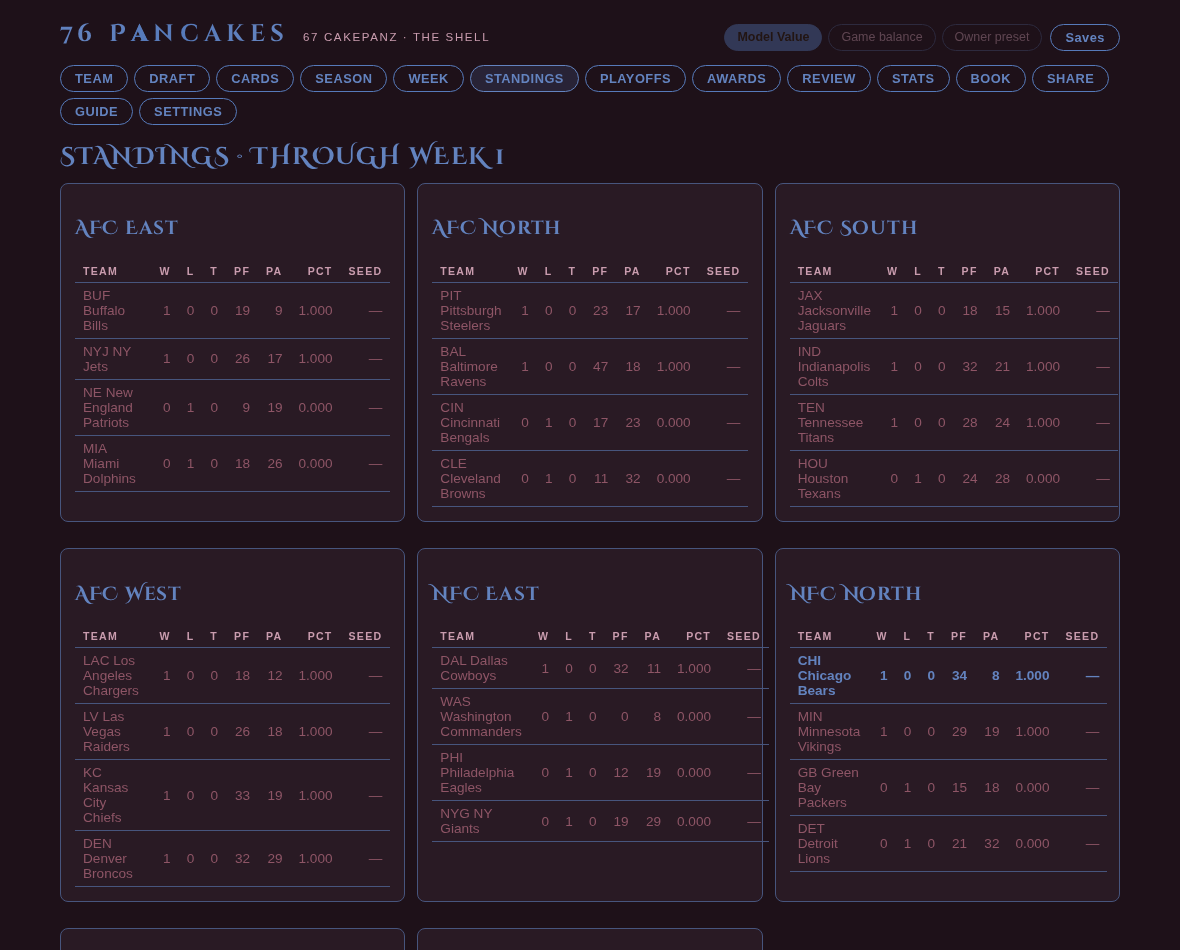 76 PANCAKES 67 CAKEPANZ · THE SHELL Model Value Game balance Owner preset Saves
TEAM DRAFT CARDS SEASON WEEK STANDINGS PLAYOFFS AWARDS REVIEW STATS BOOK SHARE
GUIDE SETTINGS
STANDINGS · THROUGH WEEK 1
AFC EAST
TEAM W L T PF PA PCT SEED
BUF
Buffalo
Bills
1 0 0 19 9 1.000 —
NYJ NY
Jets
1 0 0 26 17 1.000 —
NE New
England
Patriots
0 1 0 9 19 0.000 —
MIA
Miami
Dolphins
0 1 0 18 26 0.000 —
AFC NORTH
TEAM W L T PF PA PCT SEED
PIT
Pittsburgh
Steelers
1 0 0 23 17 1.000 —
BAL
Baltimore
Ravens
1 0 0 47 18 1.000 —
CIN
Cincinnati
Bengals
0 1 0 17 23 0.000 —
CLE
Cleveland
Browns
0 1 0 11 32 0.000 —
AFC SOUTH
TEAM W L T PF PA PCT SEED
JAX
Jacksonville
Jaguars
1 0 0 18 15 1.000 —
IND
Indianapolis
Colts
1 0 0 32 21 1.000 —
TEN
Tennessee
Titans
1 0 0 28 24 1.000 —
HOU
Houston
Texans
0 1 0 24 28 0.000 —
AFC WEST
TEAM W L T PF PA PCT SEED
LAC Los
Angeles
Chargers
1 0 0 18 12 1.000 —
LV Las
Vegas
Raiders
1 0 0 26 18 1.000 —
KC
Kansas
City
Chiefs
1 0 0 33 19 1.000 —
DEN
Denver
Broncos
1 0 0 32 29 1.000 —
NFC EAST
TEAM W L T PF PA PCT SEED
DAL Dallas
Cowboys
1 0 0 32 11 1.000 —
WAS
Washington
Commanders
0 1 0 0 8 0.000 —
PHI
Philadelphia
Eagles
0 1 0 12 19 0.000 —
NYG NY
Giants
0 1 0 19 29 0.000 —
NFC NORTH
TEAM W L T PF PA PCT SEED
CHI
Chicago
Bears
1 0 0 34 8 1.000 —
MIN
Minnesota
Vikings
1 0 0 29 19 1.000 —
GB Green
Bay
Packers
0 1 0 15 18 0.000 —
DET
Detroit
Lions
0 1 0 21 32 0.000 —